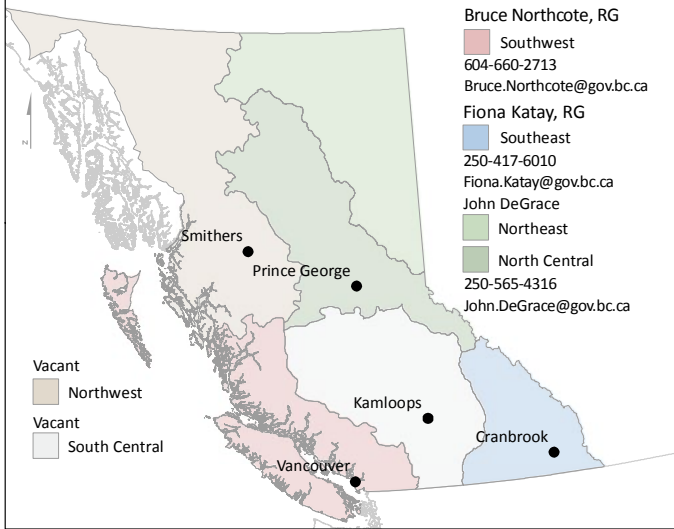 Bruce Northcote, RG
Southwest
604-660-2713
Bruce.Northcote@gov.bc.ca
Fiona Katay, RG
Southeast
250-417-6010
Fiona.Katay@gov.bc.ca
John DeGrace
Northeast
North Central
250-565-4316
John.DeGrace@gov.bc.ca
N
Smithers
Prince George
Vacant
Northwest
Vacant
South Central
Kamloops
Cranbrook
Vancouver